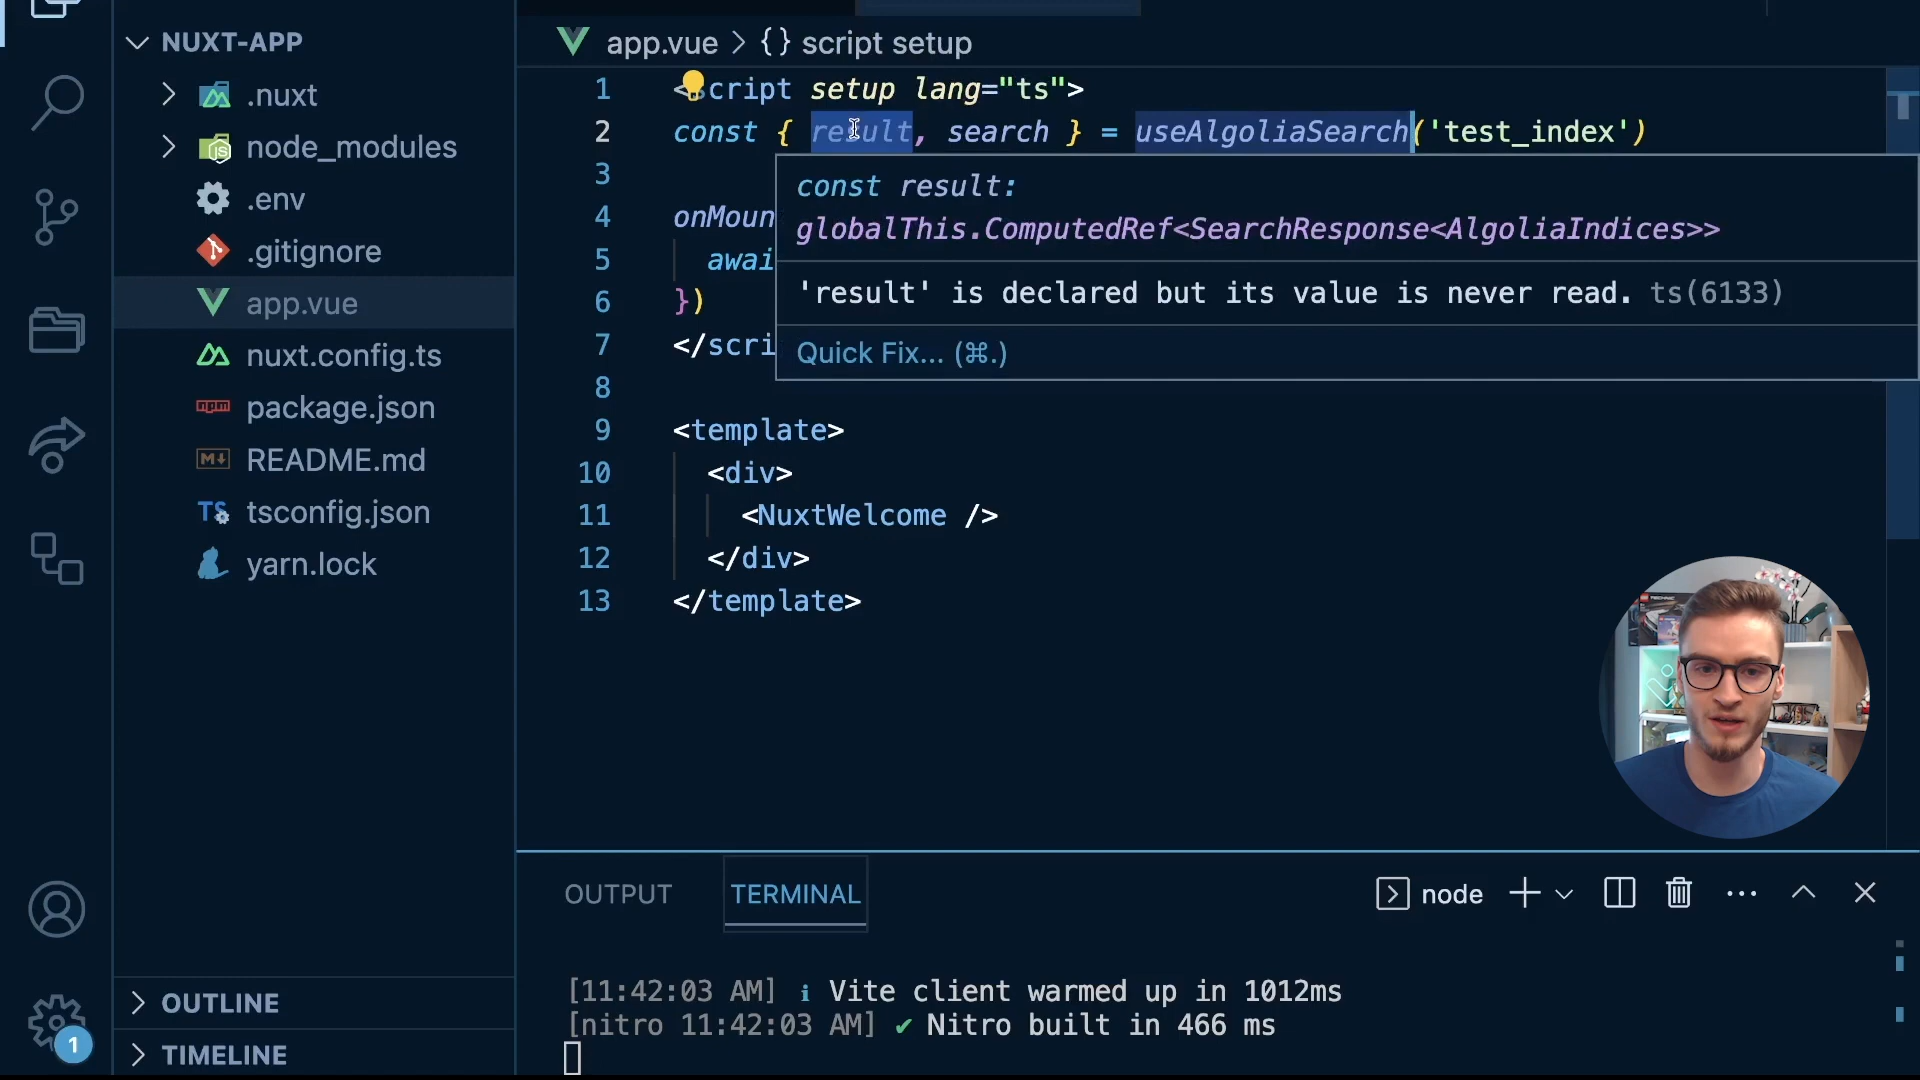 NUXT-APP
.nuxt
node_modules
.env
.gitignore
app.vue
nuxt.config.ts
package.json
README.md
tsconfig.json
yarn.lock
OUTLINE
TIMELINE
1
app.vue > {} script setup
1 <script setup lang="ts">
2 const { result, search } = useAlgoliaSearch('test_index')
3
4 onMoun
5 awai
6 })
7 </scri
8
9 <template>
10 <div>
11 <NuxtWelcome />
12 </div>
13 </template>
const result:
globalThis.ComputedRef<SearchResponse<AlgoliaIndices>>
'result' is declared but its value is never read. ts(6133)
Quick Fix... (⌘.)
OUTPUT TERMINAL node
[11:42:03 AM] ℹ Vite client warmed up in 1012ms
[nitro 11:42:03 AM] ✔ Nitro built in 466 ms